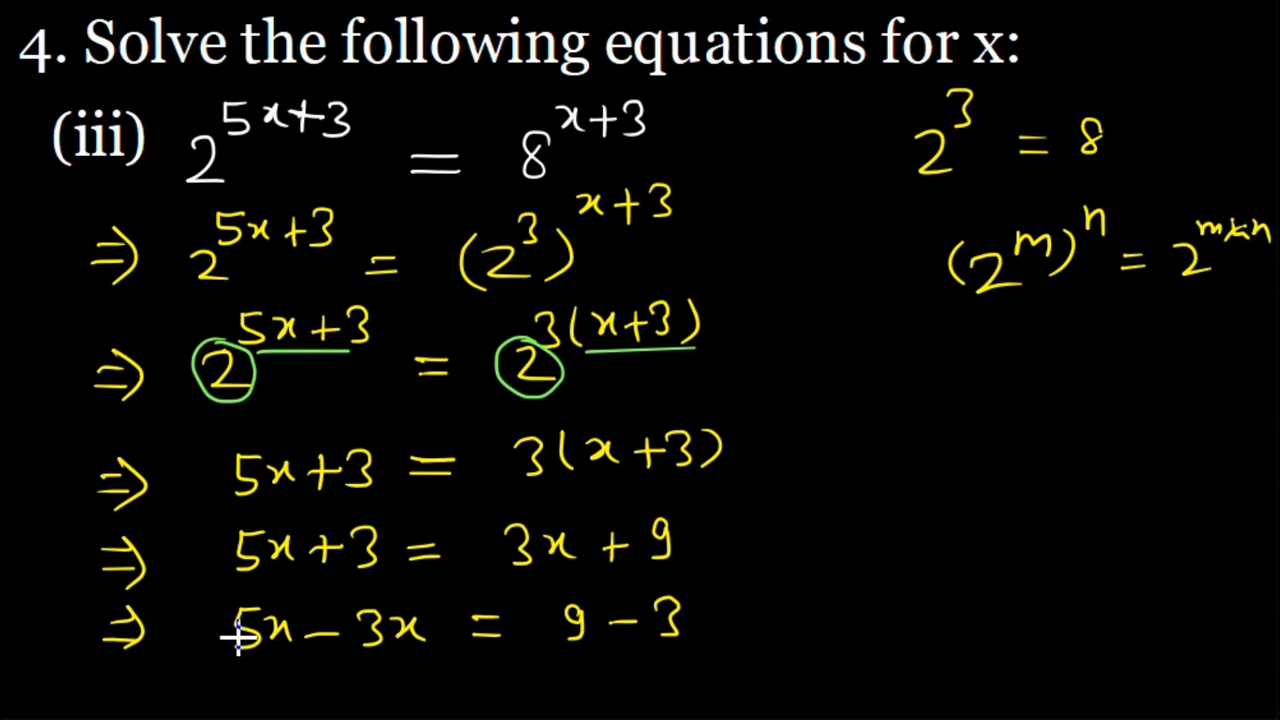 4. Solve the following equations for x:
(iii) 2^{5x+3} = 8^{x+3}
2^3 = 8
⇒ 2^{5x+3} = (2^3)^{x+3}
(2^m)^n = 2^{m×n}
⇒ 2^{5x+3} = 2^{3(x+3)}
⇒ 5x+3 = 3(x+3)
⇒ 5x+3 = 3x+9
⇒ 5x-3x = 9-3